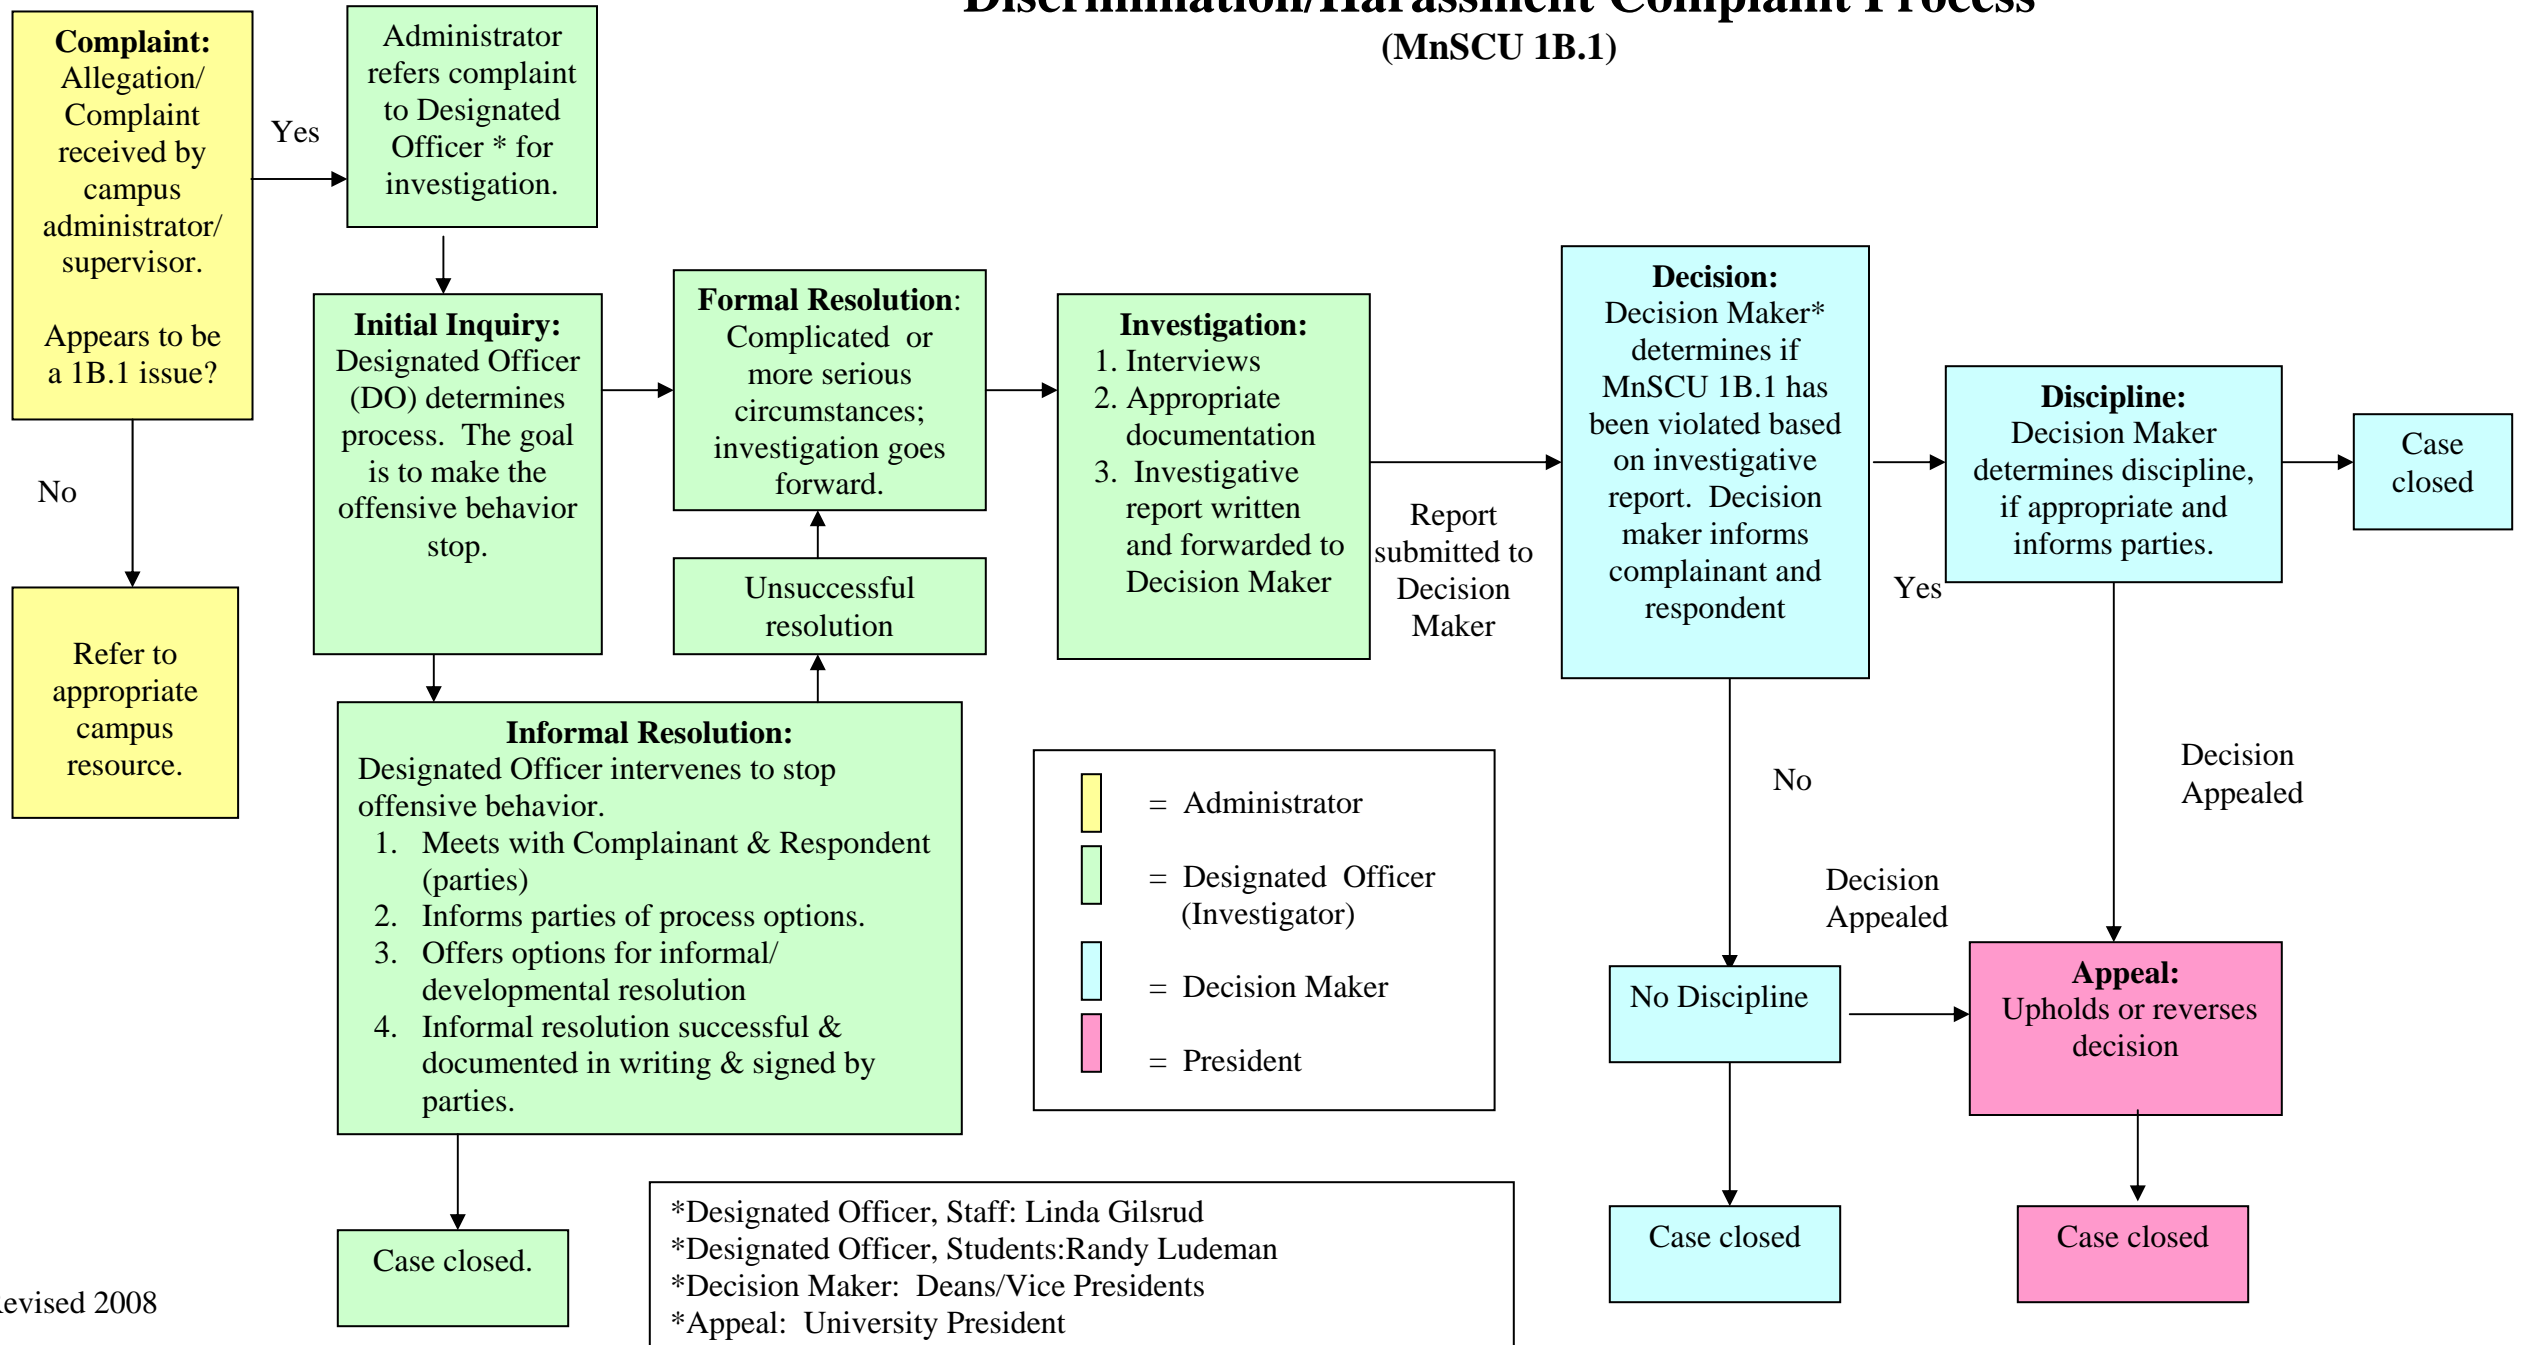 Discrimination/Harassment Complaint Process
(MnSCU 1B.1)
Complaint:
Allegation/
Complaint
received by
campus
administrator/
supervisor.
Appears to be
a 1B.1 issue?
Yes
Administrator
refers complaint
to Designated
Officer * for
investigation.
No
Refer to
appropriate
campus
resource.
Initial Inquiry:
Designated Officer
(DO) determines
process. The goal
is to make the
offensive behavior
stop.
Formal Resolution:
Complicated or
more serious
circumstances;
investigation goes
forward.
Unsuccessful
resolution
Informal Resolution:
Designated Officer intervenes to stop
offensive behavior.
1. Meets with Complainant & Respondent
(parties)
2. Informs parties of process options.
3. Offers options for informal/
developmental resolution
4. Informal resolution successful &
documented in writing & signed by
parties.
Case closed.
Investigation:
1. Interviews
2. Appropriate
documentation
3. Investigative
report written
and forwarded to
Decision Maker
Report
submitted to
Decision
Maker
Decision:
Decision Maker*
determines if
MnSCU 1B.1 has
been violated based
on investigative
report. Decision
maker informs
complainant and
respondent
Yes
Discipline:
Decision Maker
determines discipline,
if appropriate and
informs parties.
Case
closed
No
Decision
Appealed
Decision
Appealed
No Discipline
Appeal:
Upholds or reverses
decision
Case closed
Case closed
= Administrator
= Designated Officer
(Investigator)
= Decision Maker
= President
*Designated Officer, Staff: Linda Gilsrud
*Designated Officer, Students:Randy Ludeman
*Decision Maker: Deans/Vice Presidents
*Appeal: University President
evised 2008